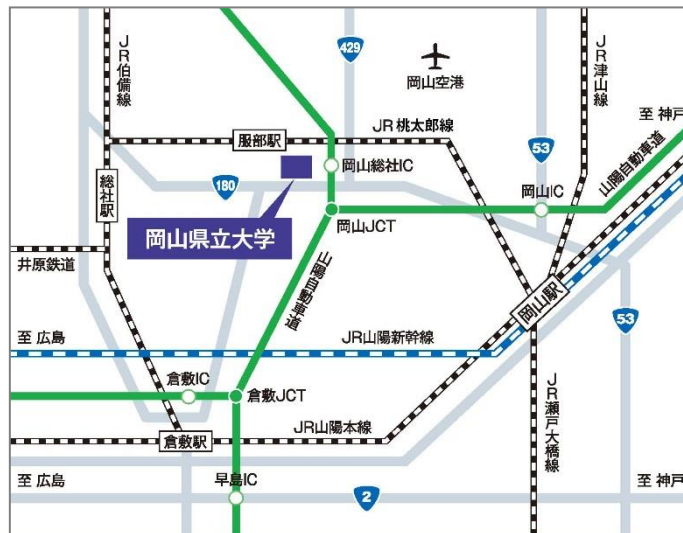 JR伯備線
429
岡山空港
JR津山線
至 神戸
服部駅
JR桃太郎線
岡山総社IC
53
山陽自動車道
総社駅
180
岡山IC
岡山県立大学
岡山JCT
井原鉄道
山陽自動車道
岡山駅
53
至 広島
JR山陽新幹線
倉敷IC
倉敷JCT
JR瀬戸大橋線
倉敷駅
JR山陽本線
至 広島
早島IC
2
至 神戸